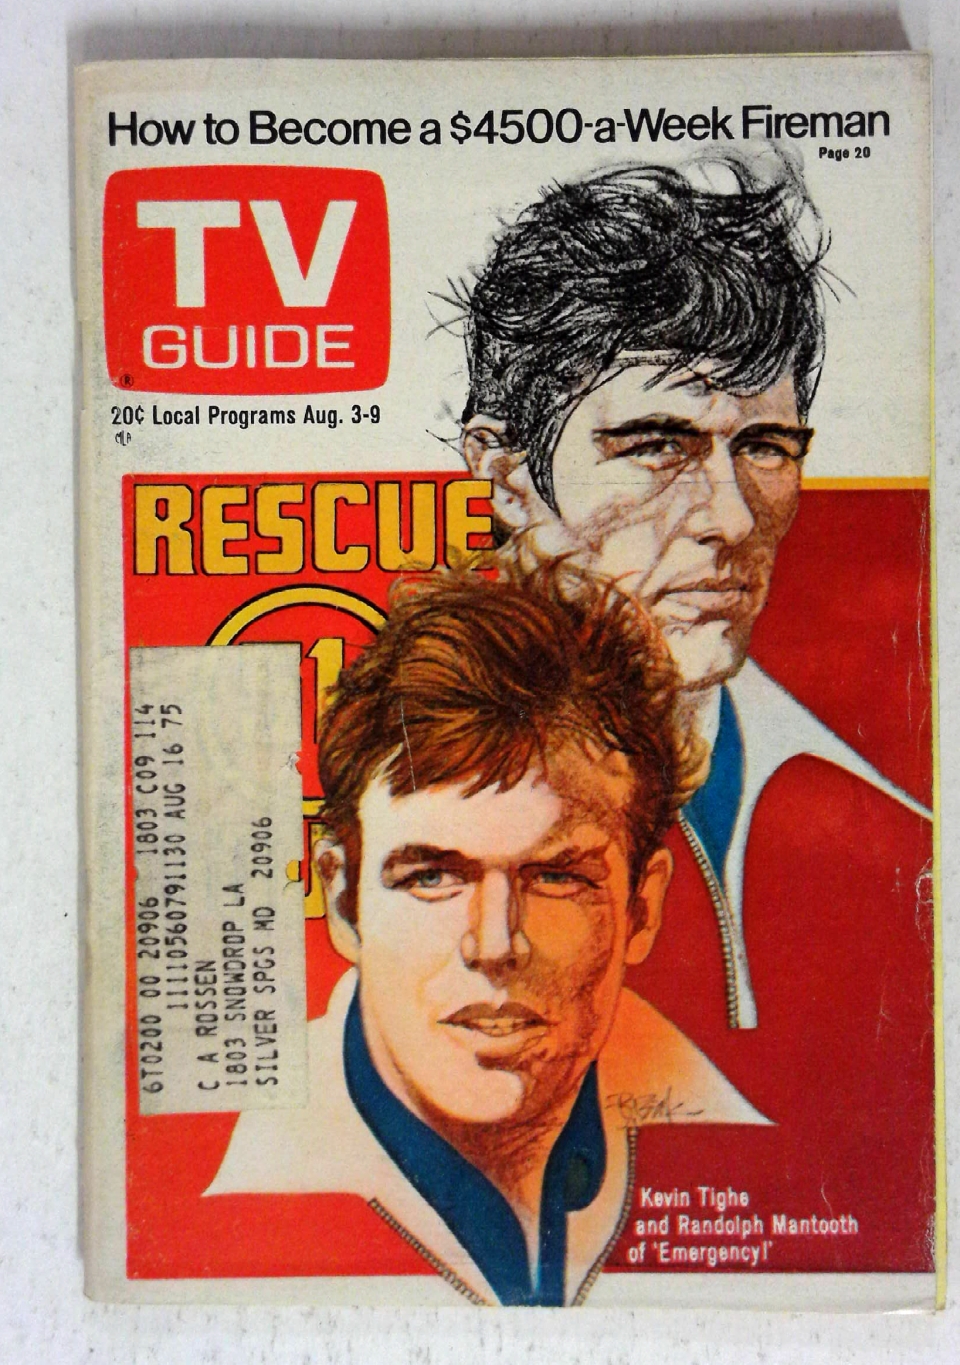 How to Become a $4500-a-Week Fireman
Page 20
TV
GUIDE
®
20¢ Local Programs Aug. 3-9
RESCUE
1
6T0200 00 20906 1803 C09 114
1111056079113O AUG 16 75
C A ROSSEN
1803 SNOWDROP LA
SILVER SPGS MD 20906
Kevin Tighe
and Randolph Mantooth
of 'Emergency!'